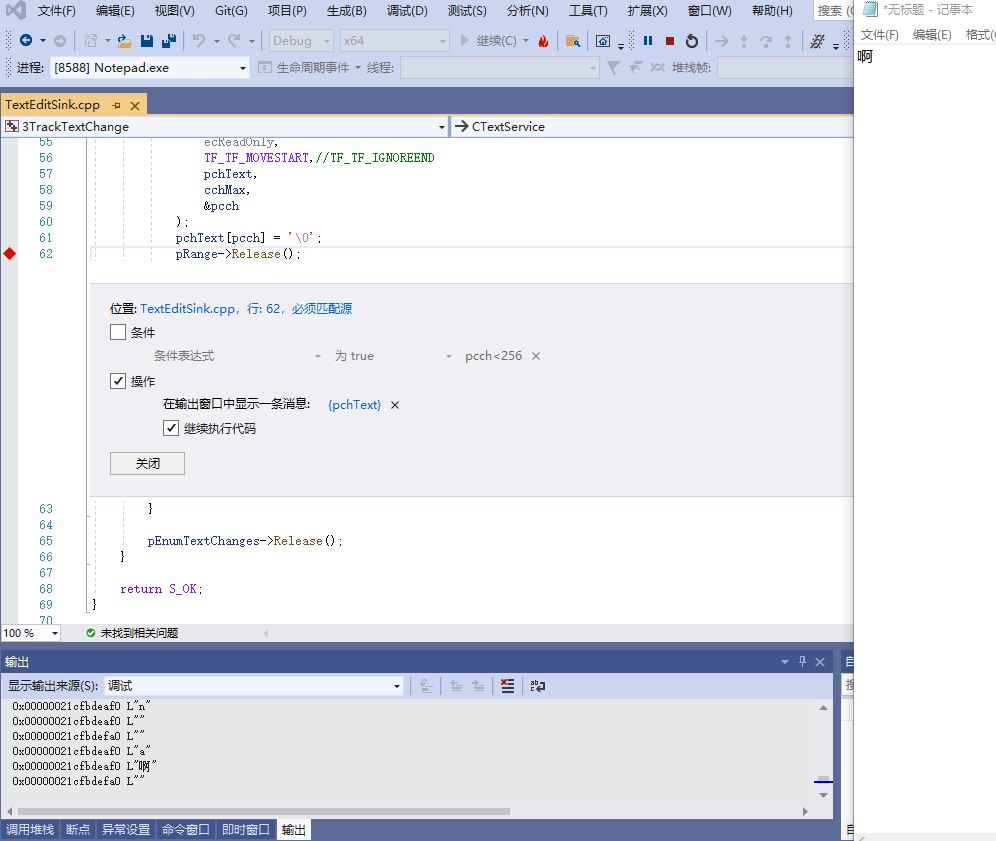 文件(F) 编辑(E) 视图(V) Git(G) 项目(P) 生成(B) 调试(D) 测试(S) 分析(N) 工具(T) 扩展(X) 窗口(W) 帮助(H) 搜索 (
*无标题 - 记事本
Debug x64 继续(C)
文件(F) 编辑(E) 格式(
进程: [8588] Notepad.exe 生命周期事件 线程: 堆栈帧:
啊
TextEditSink.cpp
3TrackTextChange CTextService
55 ecReadOnly,
56 TF_TF_MOVESTART,//TF_TF_IGNOREEND
57 pchText,
58 cchMax,
59 &pcch
60 );
61 pchText[pcch] = '\0';
62 pRange->Release();
位置: TextEditSink.cpp, 行: 62, 必须匹配源
条件
条件表达式 为 true pcch<256
操作
在输出窗口中显示一条消息: {pchText}
继续执行代码
关闭
63 }
64
65 pEnumTextChanges->Release();
66 }
67
68 return S_OK;
69 }
70
100 % 未找到相关问题
输出
显示输出来源(S): 调试
0x00000021cfbdeaf0 L"n"
0x00000021cfbdeaf0 L""
0x00000021cfbdefa0 L""
0x00000021cfbdeaf0 L"a"
0x00000021cfbdeaf0 L"啊"
0x00000021cfbdefa0 L""
调用堆栈 断点 异常设置 命令窗口 即时窗口 输出